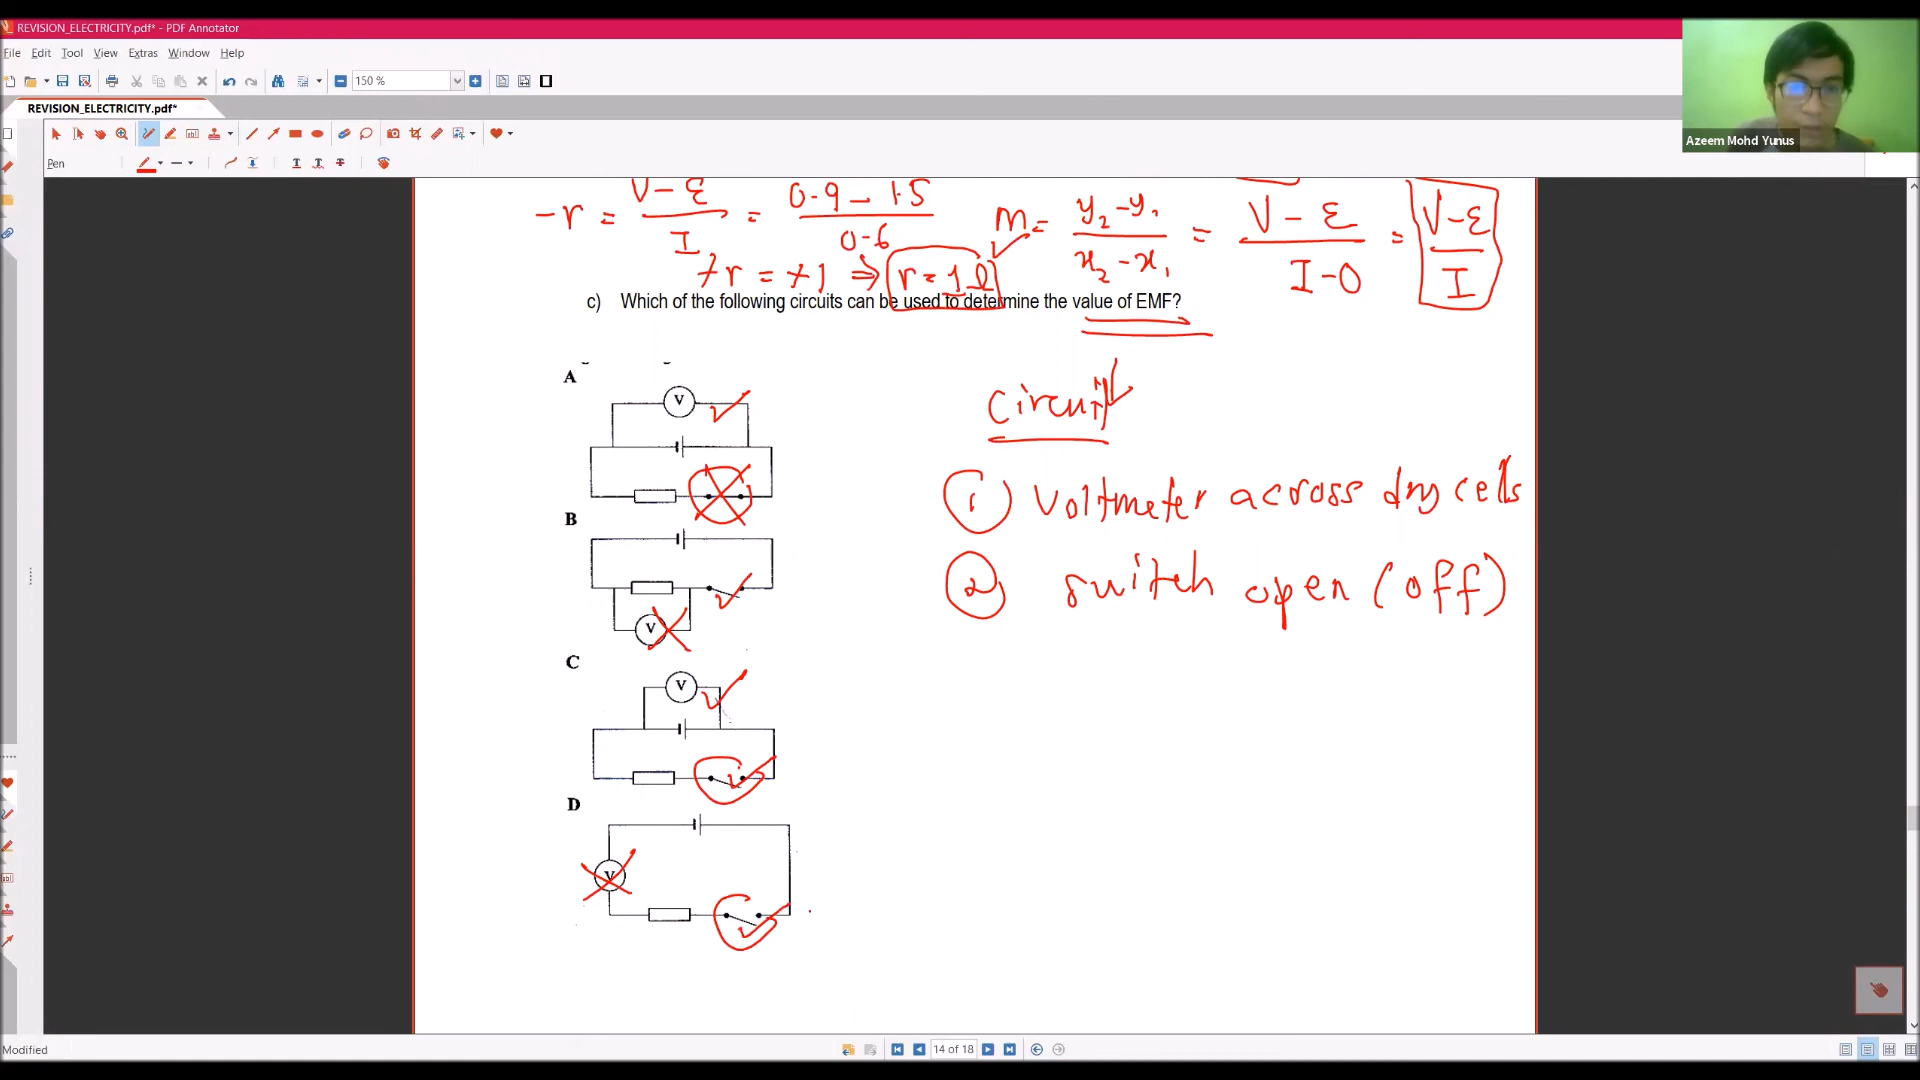 REVISION_ELECTRICITY.pdf* - PDF Annotator
File Edit Tool View Extras Window Help
150 %
REVISION_ELECTRICITY.pdf*
Azeem Mohd Yunus
Pen
-r = V - ε / I = 0.9 - 1.5 / 0.6
m = y₂ - y₁ / x₂ - x₁ = V - ε / I - 0 = V - ε / I
+r = +1 ⇒ r = 1 Ω
c) Which of the following circuits can be used to determine the value of EMF?
A
V
Circuit
① Voltmeter across dry cells
B
② switch open (off)
V
C
V
D
V
Modified
14 of 18